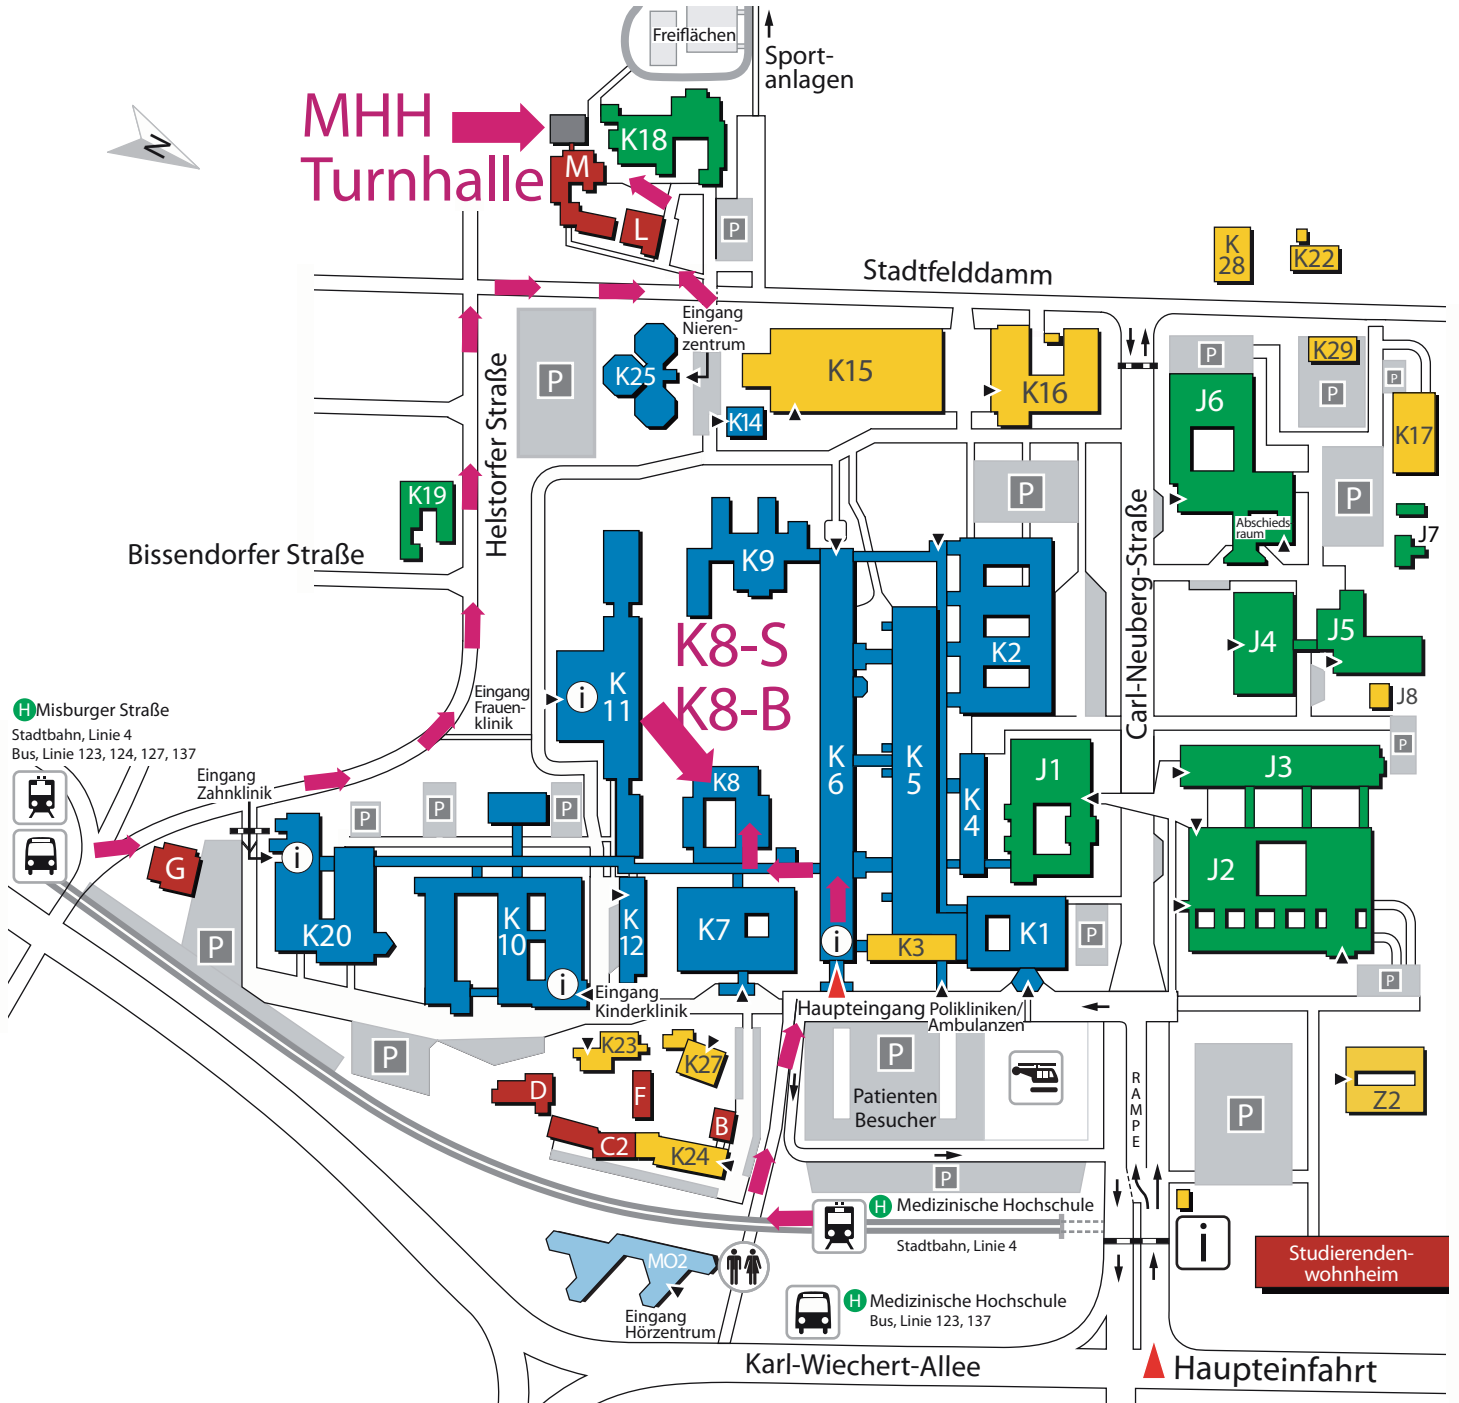 Freiflächen
Sport-
anlagen
MHH
Turnhalle
N
K18
M
L
P
K
28
K22
Stadtfelddamm
Eingang
Nieren-
zentrum
K25
P
K14
K15
K16
P
K29
P
P
J6
K17
Helstorfer Straße
K19
Bissendorfer Straße
P
P
Abschieds
raum
J7
Carl-Neuberg-Straße
K9
K2
K8-S
K8-B
J4
J5
J8
K
11
i
Eingang
Frauen-
klinik
H Misburger Straße
Stadtbahn, Linie 4
Bus, Linie 123, 124, 127, 137
Eingang
Zahnklinik
K8
K
6
K
5
K
4
J1
J3
P
P
P
P
G
i
J2
K20
K
10
K
12
K7
i
K3
K1
P
P
P
i
Eingang
Kinderklinik
Haupteingang
Polikliniken/
Ambulanzen
P
K23
K27
P
Patienten
Besucher
RAMPE
P
Z2
D
F
B
C2
K24
P
H Medizinische Hochschule
Stadtbahn, Linie 4
i
Studierenden-
wohnheim
MO2
Eingang
Hörzentrum
H Medizinische Hochschule
Bus, Linie 123, 137
Karl-Wiechert-Allee
Haupteinfahrt